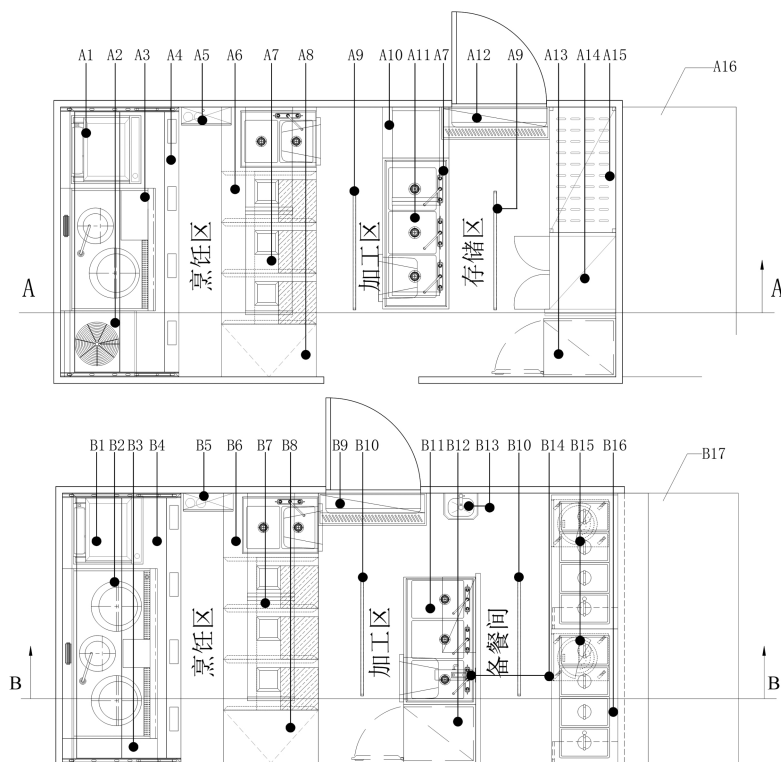 A1 A2 A3 A4 A5 A6 A7 A8 A9 A10 A11 A7 A12 A9 A13 A14 A15 A16
烹饪区 加工区 存储区
A A
B1 B2 B3 B4 B5 B6 B7 B8 B9 B10 B11 B12 B13 B10 B14 B15 B16 B17
烹饪区 加工区 备餐间
B B